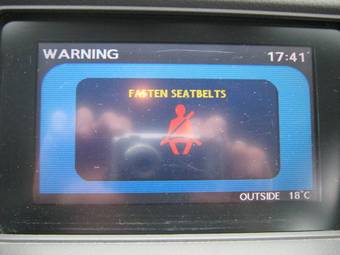 WARNING 17:41
FASTEN SEATBELTS
OUTSIDE 18°C